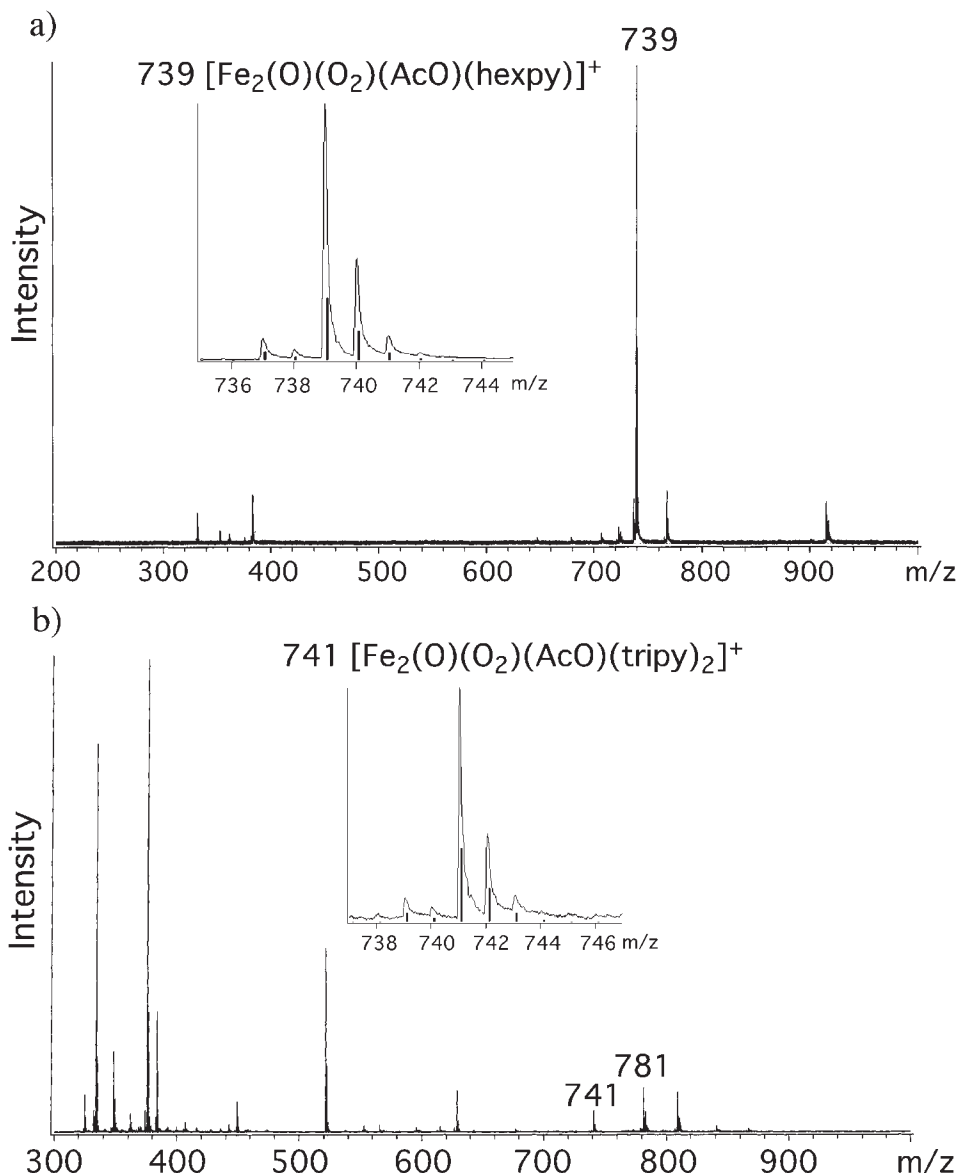 a)
739
739 [Fe₂(O)(O₂)(AcO)(hexpy)]⁺
Intensity
736 738 740 742 744 m/z
200 300 400 500 600 700 800 900 m/z
b)
741 [Fe₂(O)(O₂)(AcO)(tripy)₂]⁺
Intensity
738 740 742 744 746 m/z
781
741
300 400 500 600 700 800 900 m/z